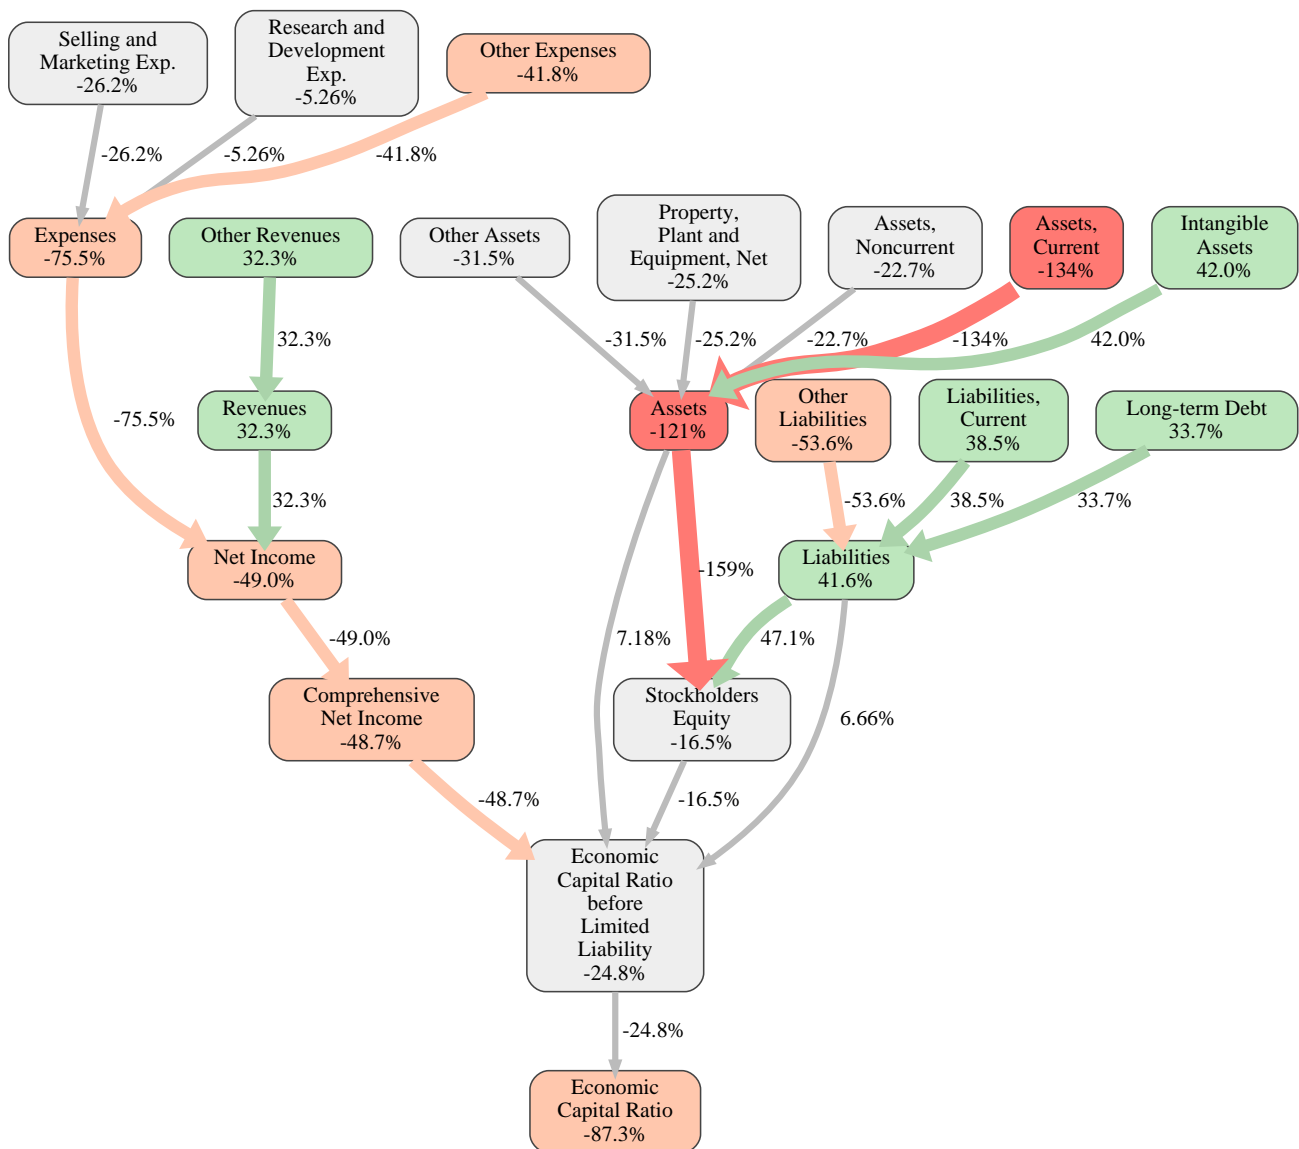 Selling and
Marketing Exp.
-26.2%
Research and
Development
Exp.
-5.26%
Other Expenses
-41.8%
-26.2%
-5.26%
-41.8%
Expenses
-75.5%
Other Revenues
32.3%
Other Assets
-31.5%
Property,
Plant and
Equipment, Net
-25.2%
Assets,
Noncurrent
-22.7%
Assets,
Current
-134%
Intangible
Assets
42.0%
32.3%
-31.5%
-25.2%
-22.7%
-134%
42.0%
-75.5%
Revenues
32.3%
Assets
-121%
Other
Liabilities
-53.6%
Liabilities,
Current
38.5%
Long-term Debt
33.7%
32.3%
-53.6%
38.5%
33.7%
Net Income
-49.0%
-159%
Liabilities
41.6%
-49.0%
7.18%
47.1%
Comprehensive
Net Income
-48.7%
Stockholders
Equity
-16.5%
6.66%
-48.7%
-16.5%
Economic
Capital Ratio
before
Limited
Liability
-24.8%
-24.8%
Economic
Capital Ratio
-87.3%